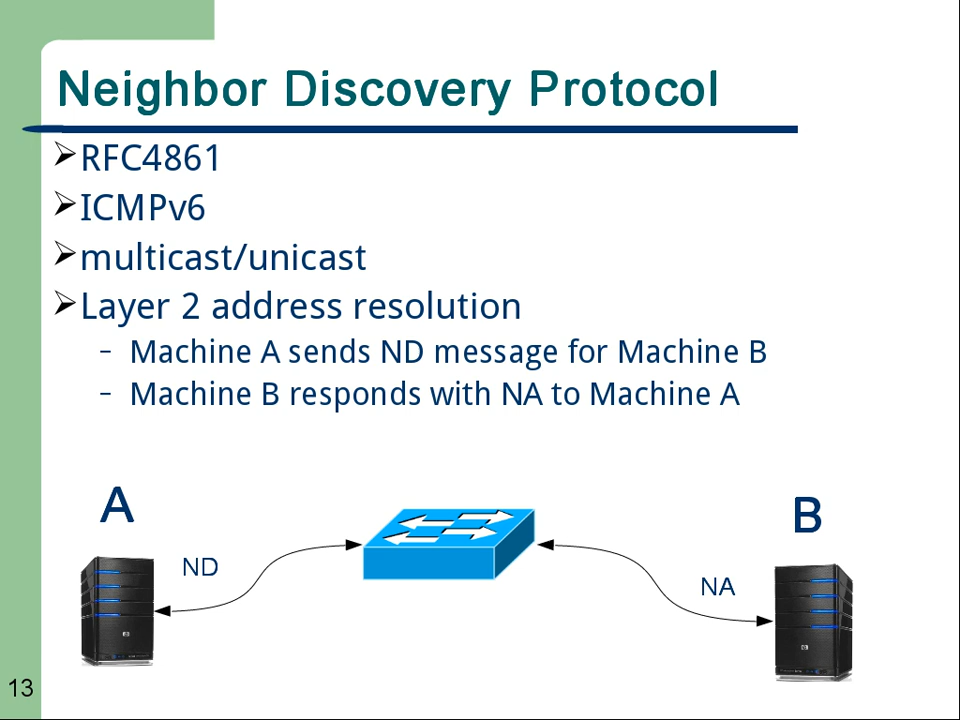 Neighbor Discovery Protocol
RFC4861
ICMPv6
multicast/unicast
Layer 2 address resolution
– Machine A sends ND message for Machine B
– Machine B responds with NA to Machine A
A
B
ND
NA
13